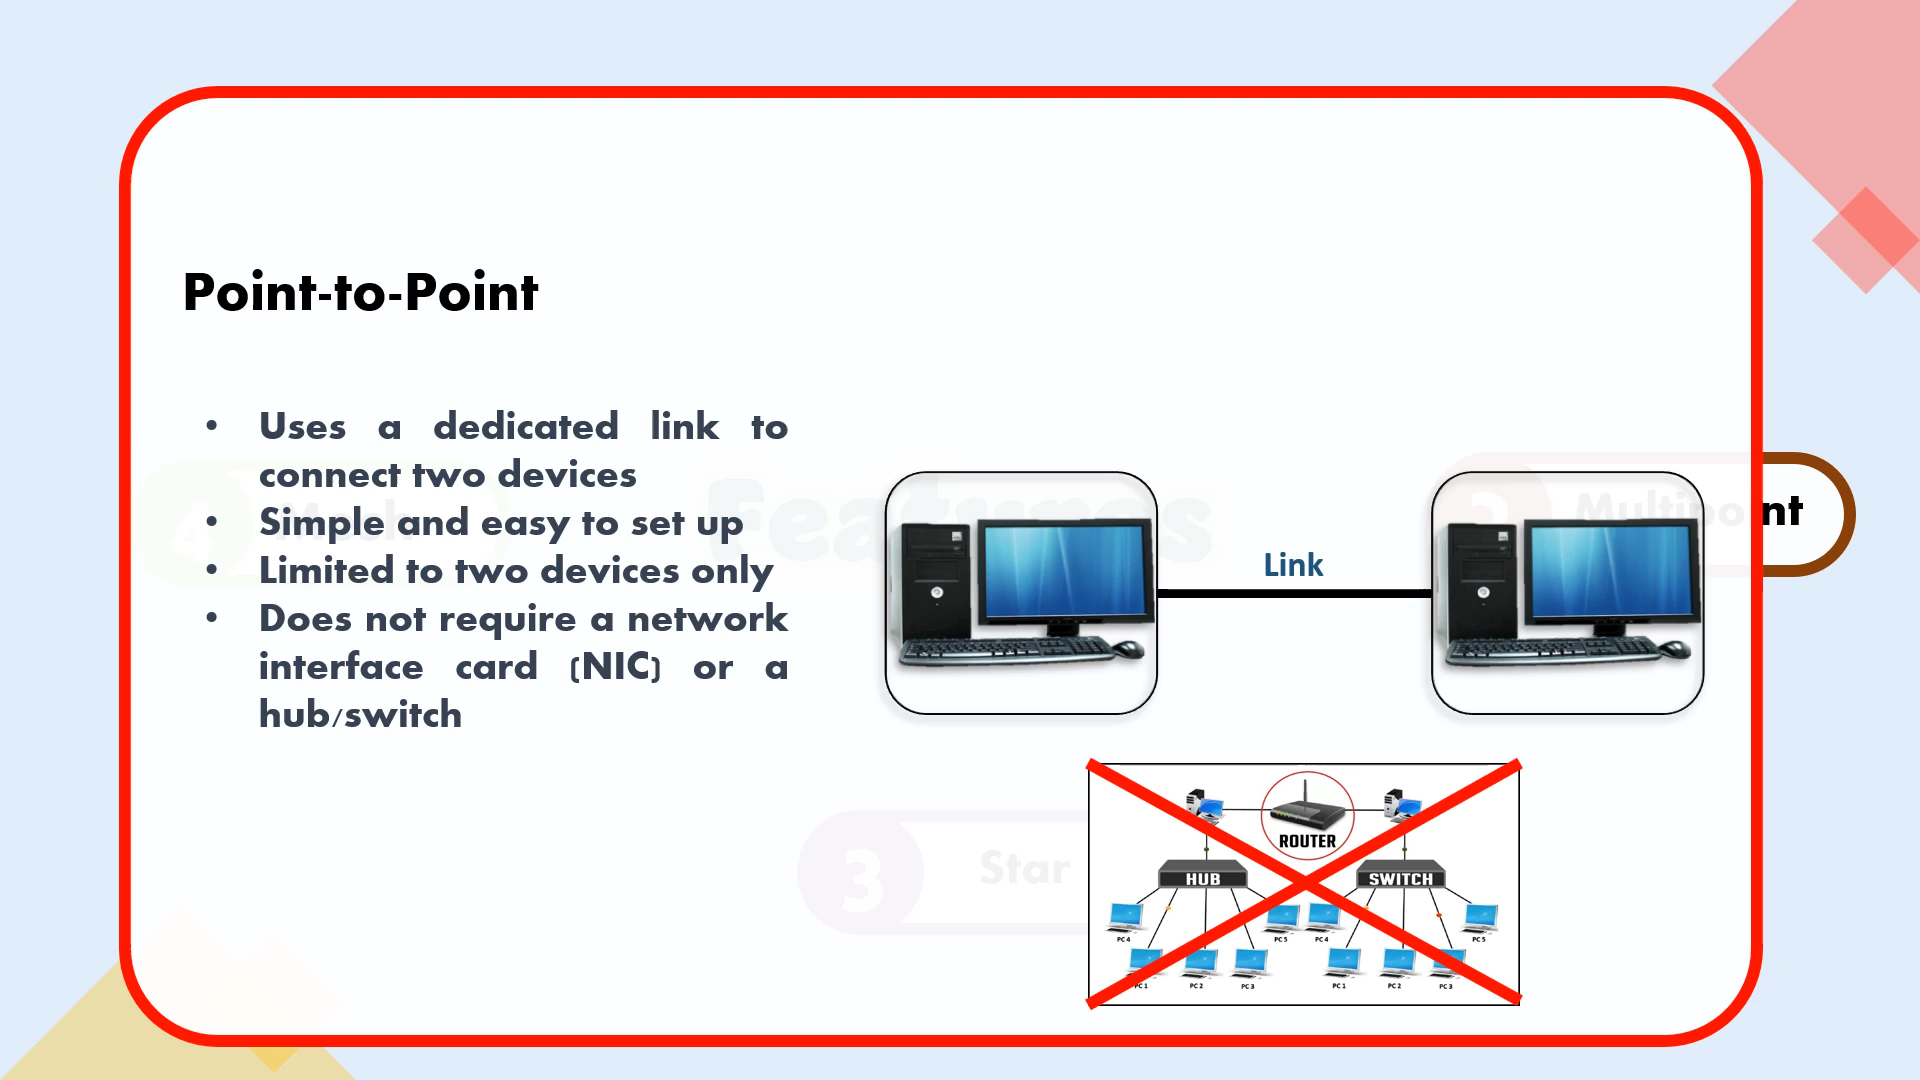 Point-to-Point
• Uses a dedicated link to
connect two devices
• Simple and easy to set up
• Limited to two devices only
• Does not require a network
interface card (NIC) or a
hub/switch
4 Mesh
Features
2 Multipoint
Link
3 Star
ROUTER
HUB
SWITCH
PC 4
PC 5
PC 4
PC 5
PC 1
PC 2
PC 3
PC 1
PC 2
PC 3